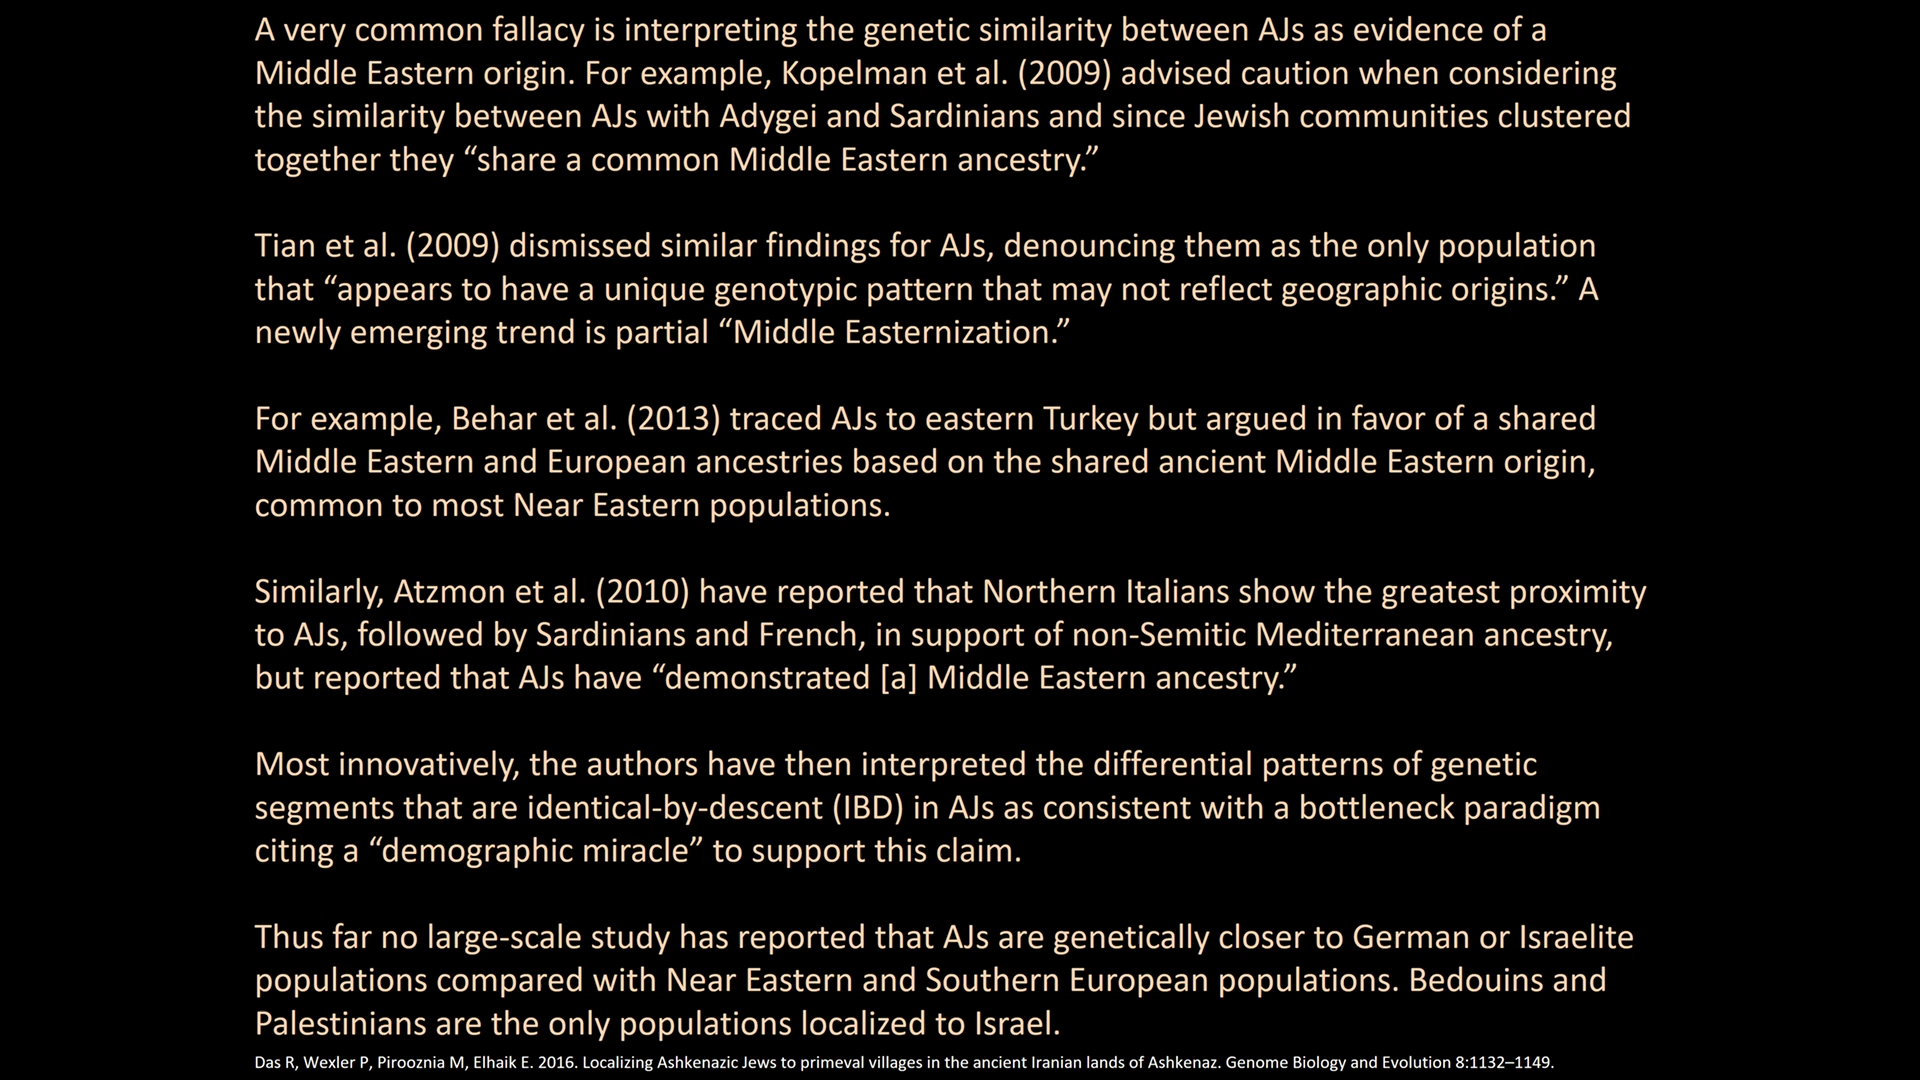 A very common fallacy is interpreting the genetic similarity between AJs as evidence of a
Middle Eastern origin. For example, Kopelman et al. (2009) advised caution when considering
the similarity between AJs with Adygei and Sardinians and since Jewish communities clustered
together they “share a common Middle Eastern ancestry.”
Tian et al. (2009) dismissed similar findings for AJs, denouncing them as the only population
that “appears to have a unique genotypic pattern that may not reflect geographic origins.” A
newly emerging trend is partial “Middle Easternization.”
For example, Behar et al. (2013) traced AJs to eastern Turkey but argued in favor of a shared
Middle Eastern and European ancestries based on the shared ancient Middle Eastern origin,
common to most Near Eastern populations.
Similarly, Atzmon et al. (2010) have reported that Northern Italians show the greatest proximity
to AJs, followed by Sardinians and French, in support of non-Semitic Mediterranean ancestry,
but reported that AJs have “demonstrated [a] Middle Eastern ancestry.”
Most innovatively, the authors have then interpreted the differential patterns of genetic
segments that are identical-by-descent (IBD) in AJs as consistent with a bottleneck paradigm
citing a “demographic miracle” to support this claim.
Thus far no large-scale study has reported that AJs are genetically closer to German or Israelite
populations compared with Near Eastern and Southern European populations. Bedouins and
Palestinians are the only populations localized to Israel.
Das R, Wexler P, Pirooznia M, Elhaik E. 2016. Localizing Ashkenazic Jews to primeval villages in the ancient Iranian lands of Ashkenaz. Genome Biology and Evolution 8:1132–1149.